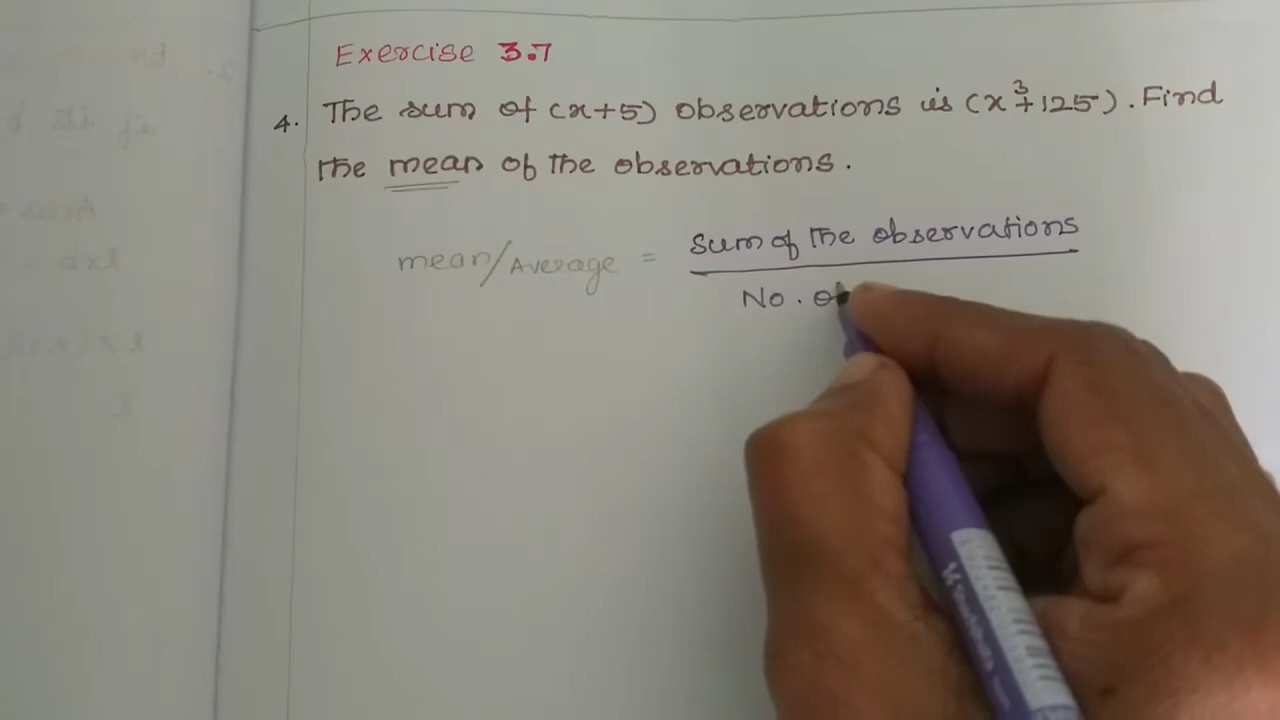 Exercise 3.7
4. The sum of (x+5) observations is (x³+125). Find
the mean of the observations.
mean/Average = Sum of the observations
No. of